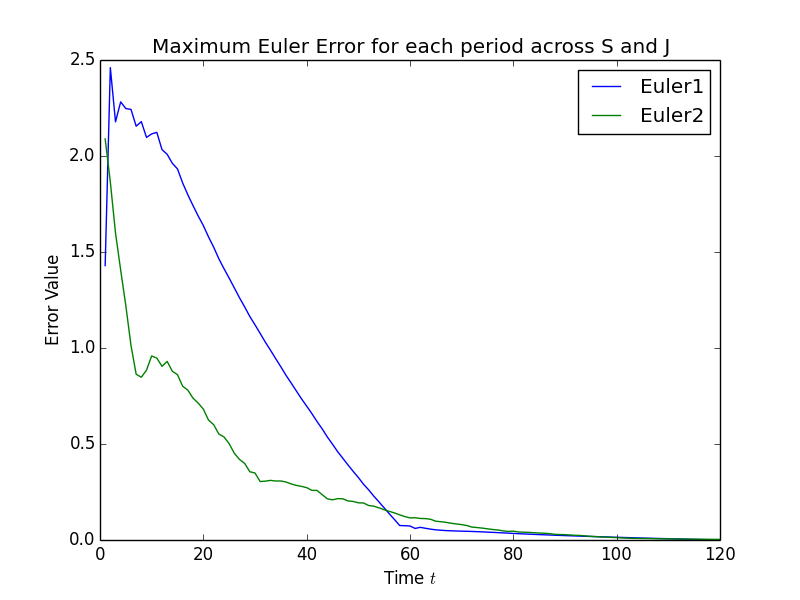 Maximum Euler Error for each period across S and J
Euler1
Euler2
2.5
2.0
1.5
1.0
0.5
0.0
Error Value
0 20 40 60 80 100 120
Time t